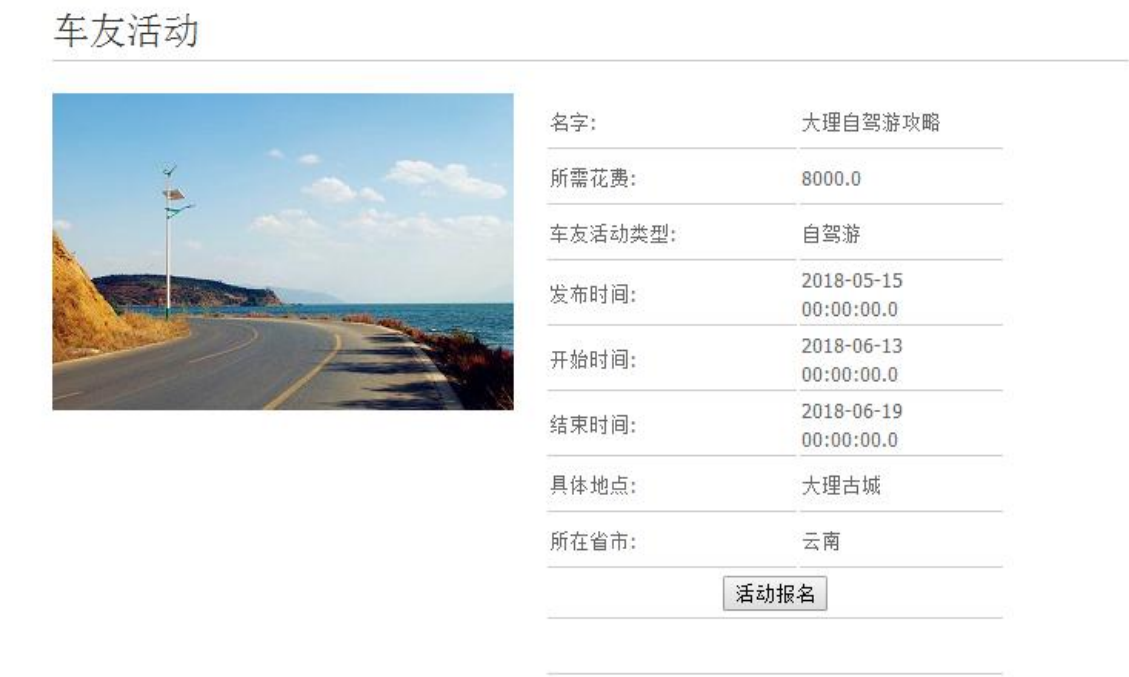 车友活动
名字: 大理自驾游攻略
所需花费: 8000.0
车友活动类型: 自驾游
发布时间: 2018-05-15
00:00:00.0
开始时间: 2018-06-13
00:00:00.0
结束时间: 2018-06-19
00:00:00.0
具体地点: 大理古城
所在省市: 云南
活动报名